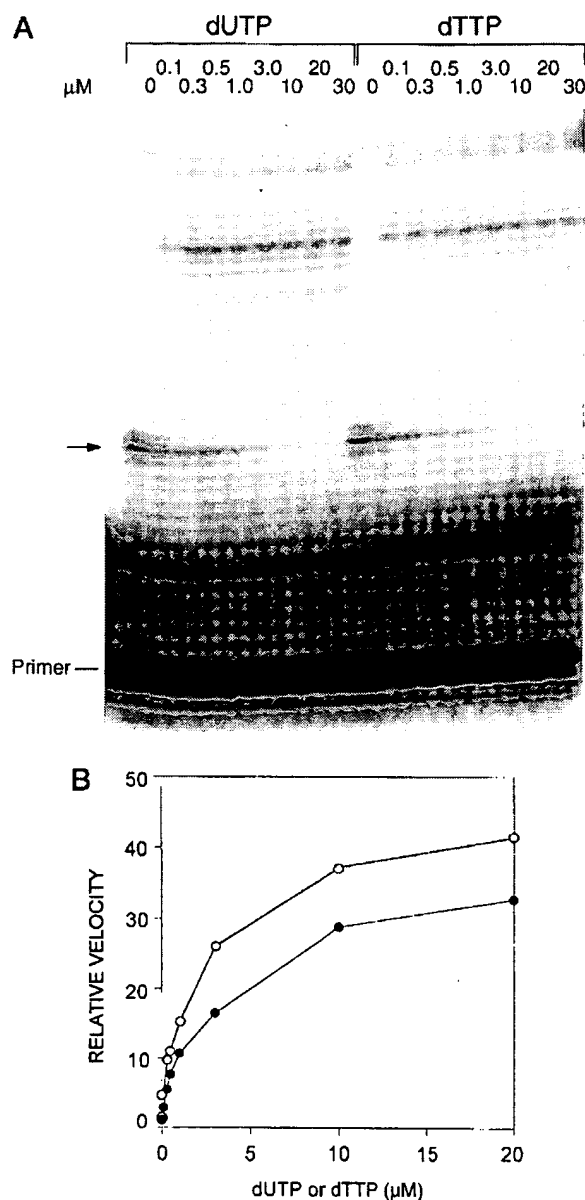 A
dUTP dTTP
0.1 0.5 3.0 20 0.1 0.5 3.0 20
µM 0 0.3 1.0 10 30 0 0.3 1.0 10 30
Primer
B
50
40
30
20
10
0
RELATIVE VELOCITY
0 5 10 15 20
dUTP or dTTP (µM)